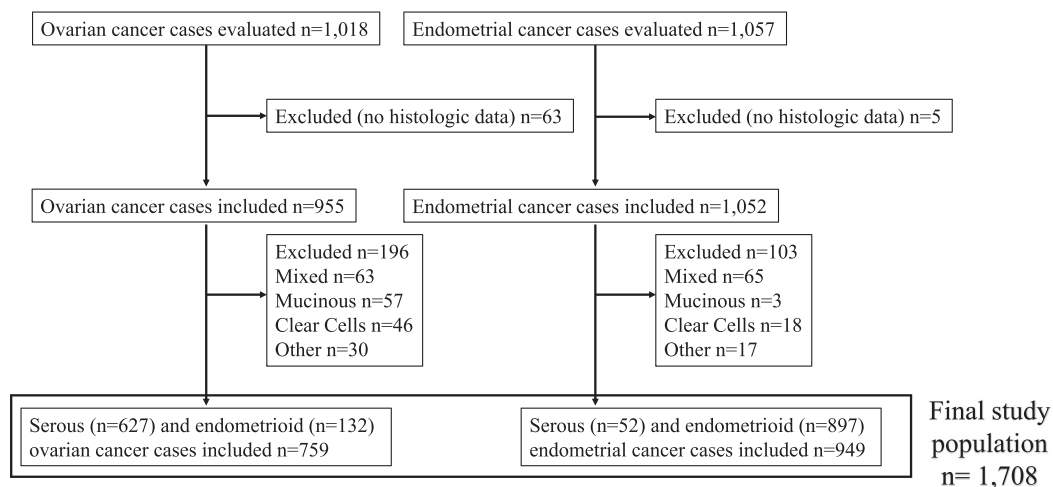 Ovarian cancer cases evaluated n=1,018
Endometrial cancer cases evaluated n=1,057
Excluded (no histologic data) n=63
Excluded (no histologic data) n=5
Ovarian cancer cases included n=955
Endometrial cancer cases included n=1,052
Excluded n=196
Mixed n=63
Mucinous n=57
Clear Cells n=46
Other n=30
Excluded n=103
Mixed n=65
Mucinous n=3
Clear Cells n=18
Other n=17
Serous (n=627) and endometrioid (n=132)
ovarian cancer cases included n=759
Serous (n=52) and endometrioid (n=897)
endometrial cancer cases included n=949
Final study
population
n= 1,708